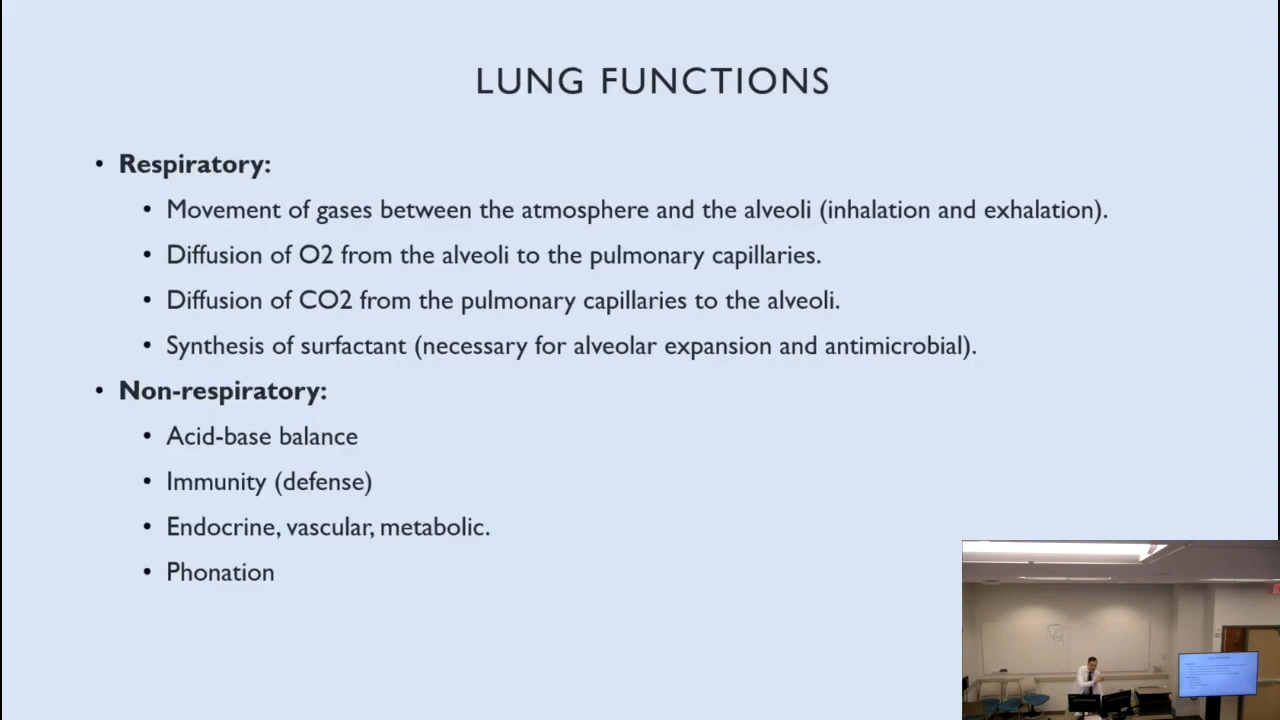 LUNG FUNCTIONS
• Respiratory:
• Movement of gases between the atmosphere and the alveoli (inhalation and exhalation).
• Diffusion of O2 from the alveoli to the pulmonary capillaries.
• Diffusion of CO2 from the pulmonary capillaries to the alveoli.
• Synthesis of surfactant (necessary for alveolar expansion and antimicrobial).
• Non-respiratory:
• Acid-base balance
• Immunity (defense)
• Endocrine, vascular, metabolic.
• Phonation